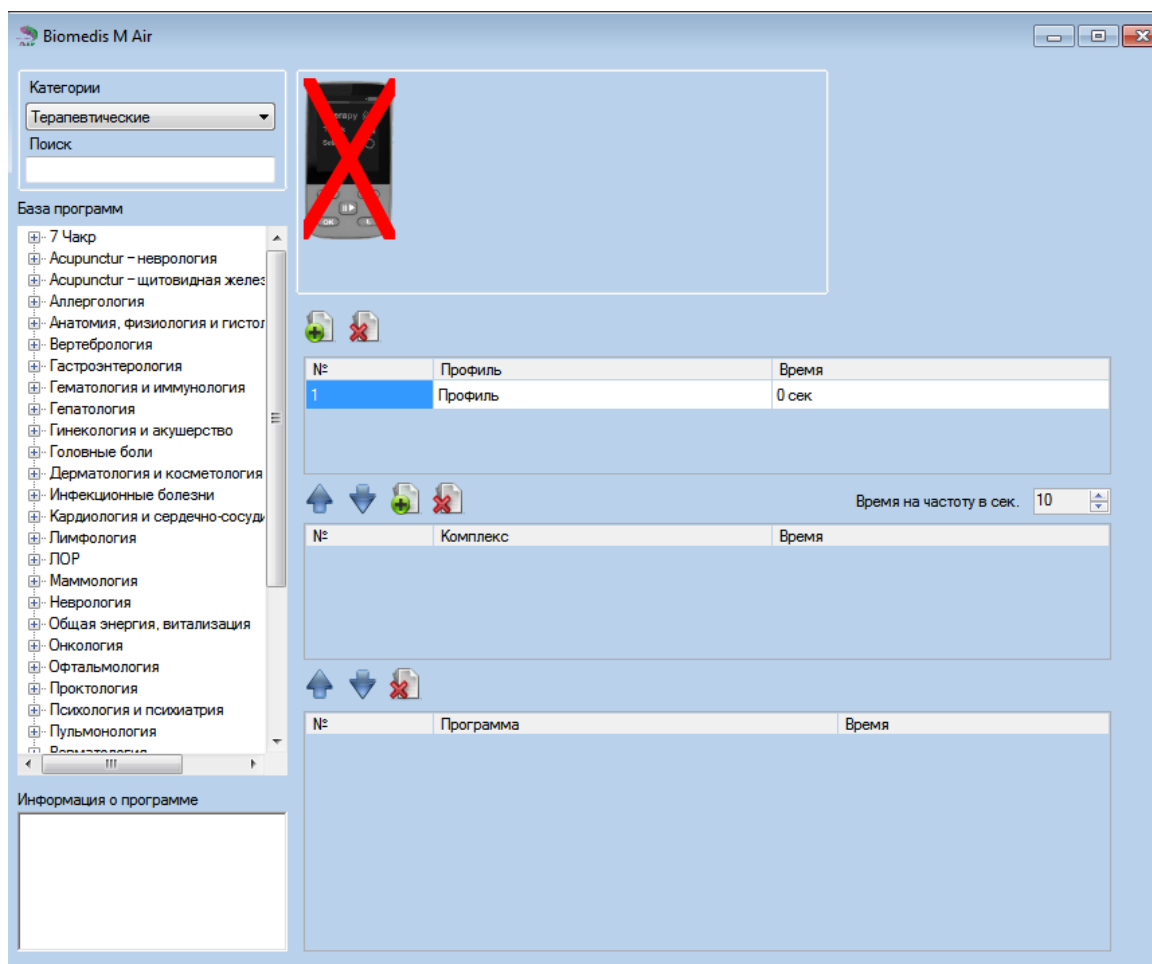 Biomedis M Air
Категории
Терапевтические
Поиск
База программ
7 Чакр
Acupunctur – неврология
Acupunctur – щитовидная желез
Аллергология
Анатомия, физиология и гистол
Вертебрология
Гастроэнтерология
Гематология и иммунология
Гепатология
Гинекология и акушерство
Головные боли
Дерматология и косметология
Инфекционные болезни
Кардиология и сердечно-сосуди
Лимфология
ЛОР
Маммология
Неврология
Общая энергия, витализация
Онкология
Офтальмология
Проктология
Психология и психиатрия
Пульмонология
Информация о программе
OK
№ Профиль Время
1 Профиль 0 сек
Время на частоту в сек. 10
№ Комплекс Время
№ Программа Время